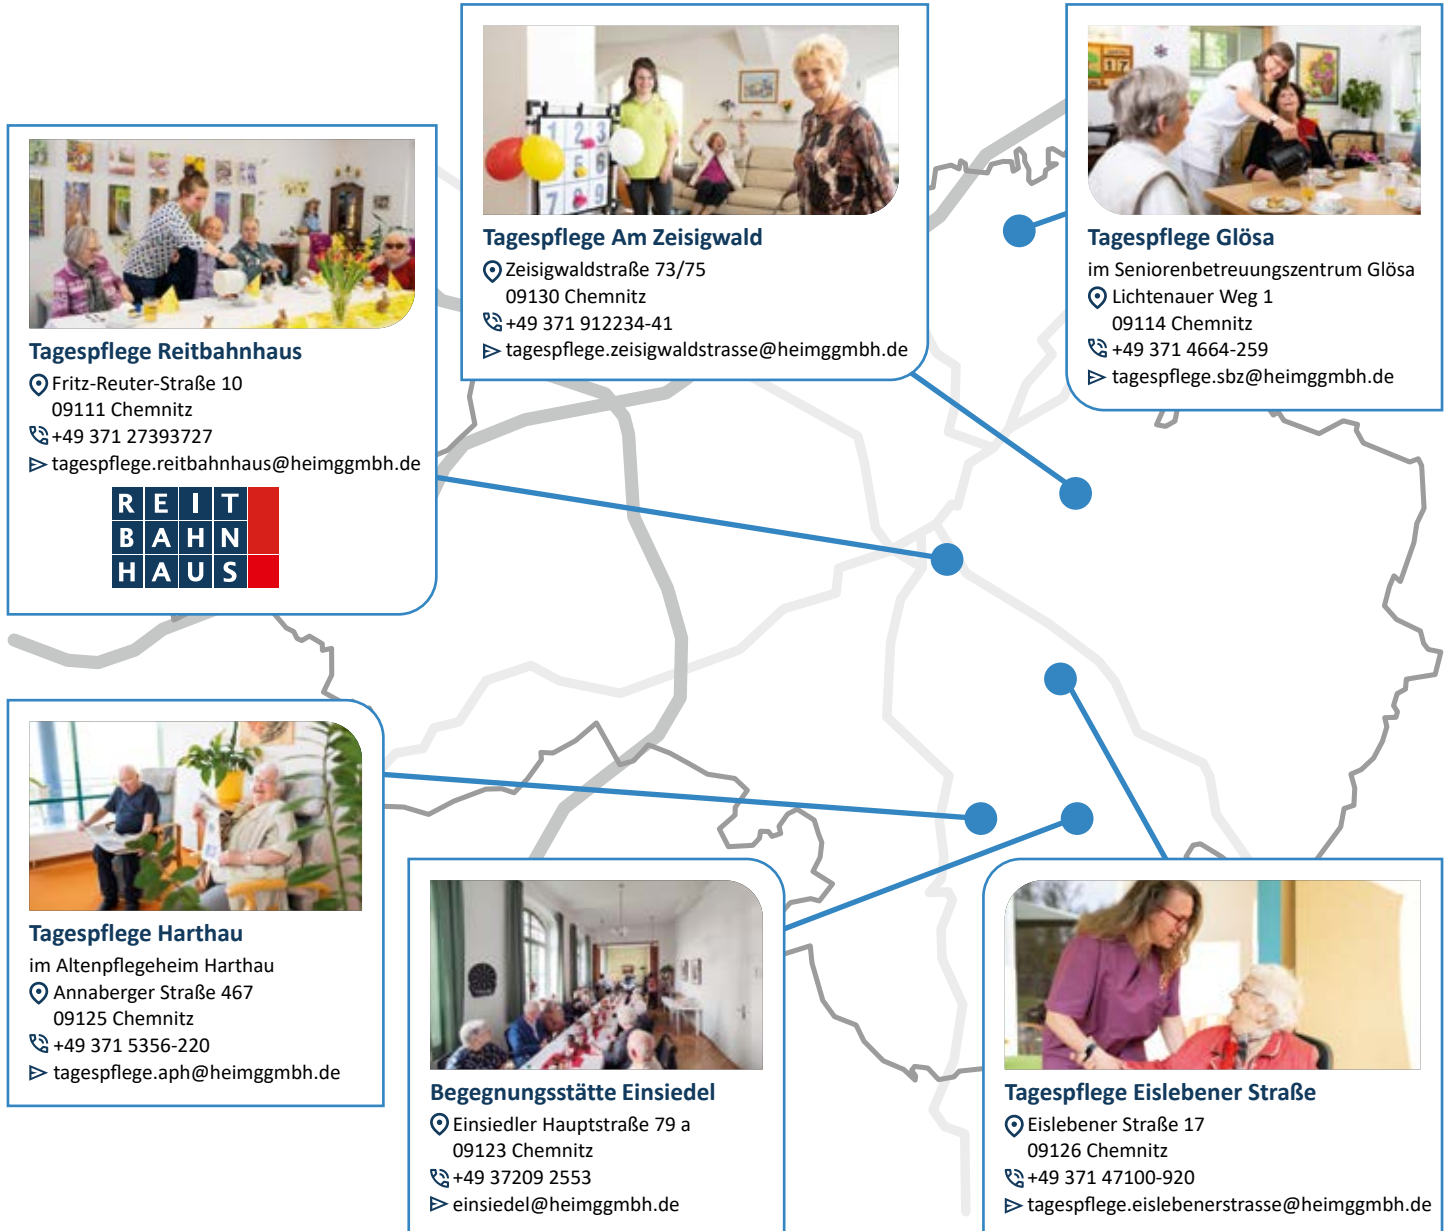 Tagespflege Am Zeisigwald
Zeisigwaldstraße 73/75
09130 Chemnitz
+49 371 912234-41
tagespflege.zeisigwaldstrasse@heimggmbh.de
17
Tagespflege Glösa
im Seniorenbetreuungszentrum Glösa
Lichtenauer Weg 1
09114 Chemnitz
+49 371 4664-259
tagespflege.sbz@heimggmbh.de
Tagespflege Reitbahnhaus
Fritz-Reuter-Straße 10
09111 Chemnitz
+49 371 27393727
tagespflege.reitbahnhaus@heimggmbh.de
REIT
BAHN
HAUS
Tagespflege Harthau
im Altenpflegeheim Harthau
Annaberger Straße 467
09125 Chemnitz
+49 371 5356-220
tagespflege.aph@heimggmbh.de
Begegnungsstätte Einsiedel
Einsiedler Hauptstraße 79 a
09123 Chemnitz
+49 37209 2553
einsiedel@heimggmbh.de
Tagespflege Eislebener Straße
Eislebener Straße 17
09126 Chemnitz
+49 371 47100-920
tagespflege.eislebenerstrasse@heimggmbh.de